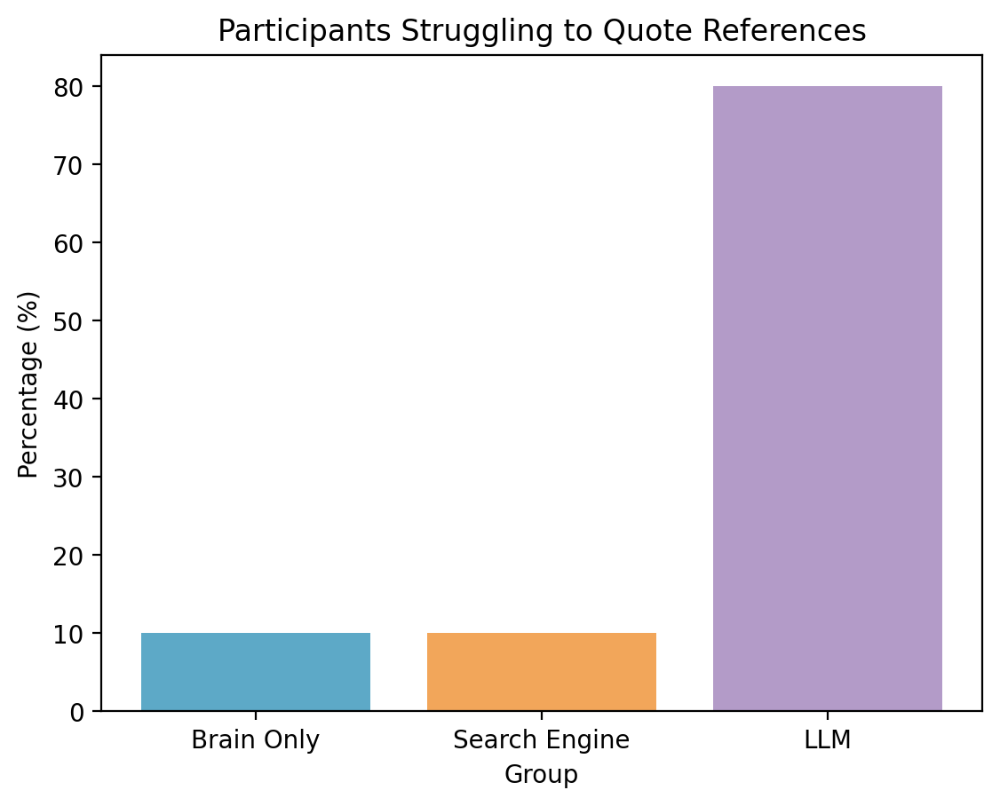 Participants Struggling to Quote References
80
70
60
50
40
30
20
10
0
Percentage (%)
Brain Only
Search Engine
LLM
Group